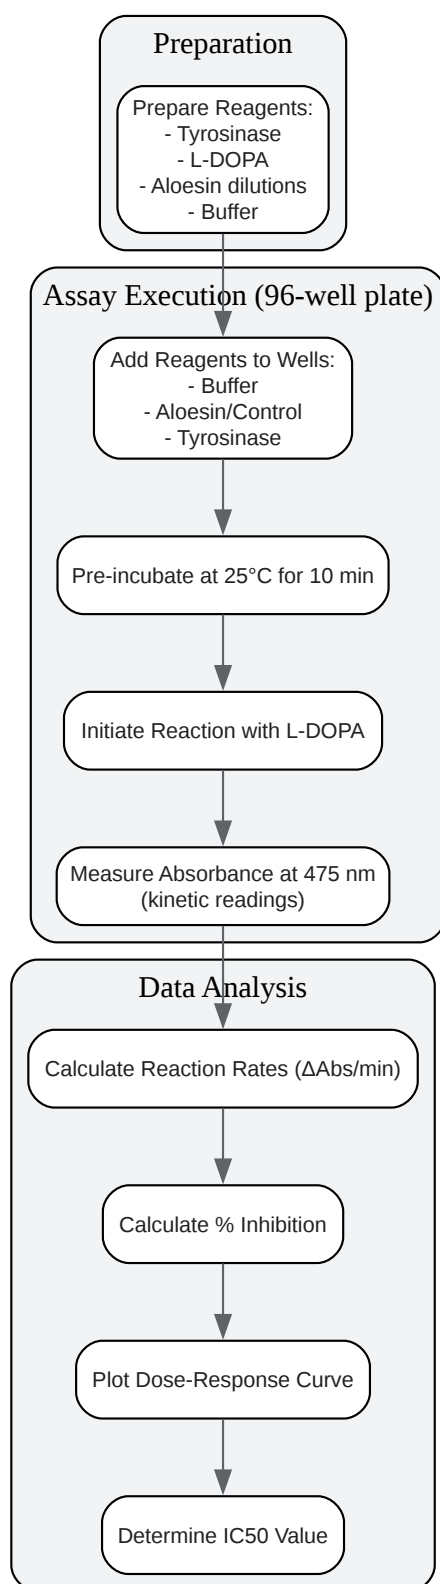 Preparation
Prepare Reagents:
- Tyrosinase
- L-DOPA
- Aloesin dilutions
- Buffer
Assay Execution (96-well plate)
Add Reagents to Wells:
- Buffer
- Aloesin/Control
- Tyrosinase
Pre-incubate at 25°C for 10 min
Initiate Reaction with L-DOPA
Measure Absorbance at 475 nm
(kinetic readings)
Data Analysis
Calculate Reaction Rates (ΔAbs/min)
Calculate % Inhibition
Plot Dose-Response Curve
Determine IC50 Value